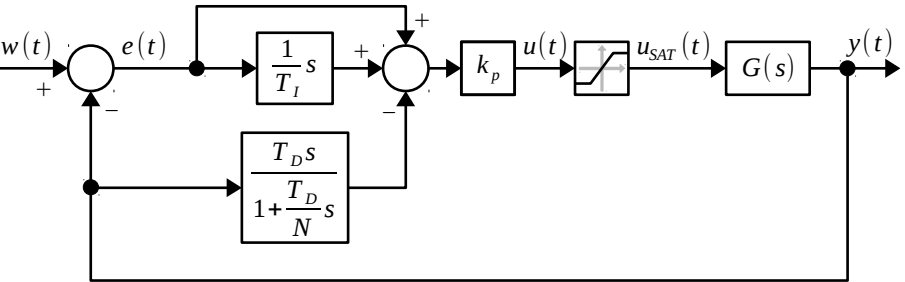 w(t)
+
−
e(t)
1
T_I s
+
+
−
k_p
u(t)
u_SAT(t)
G(s)
y(t)
T_D s
1+ T_D s
N